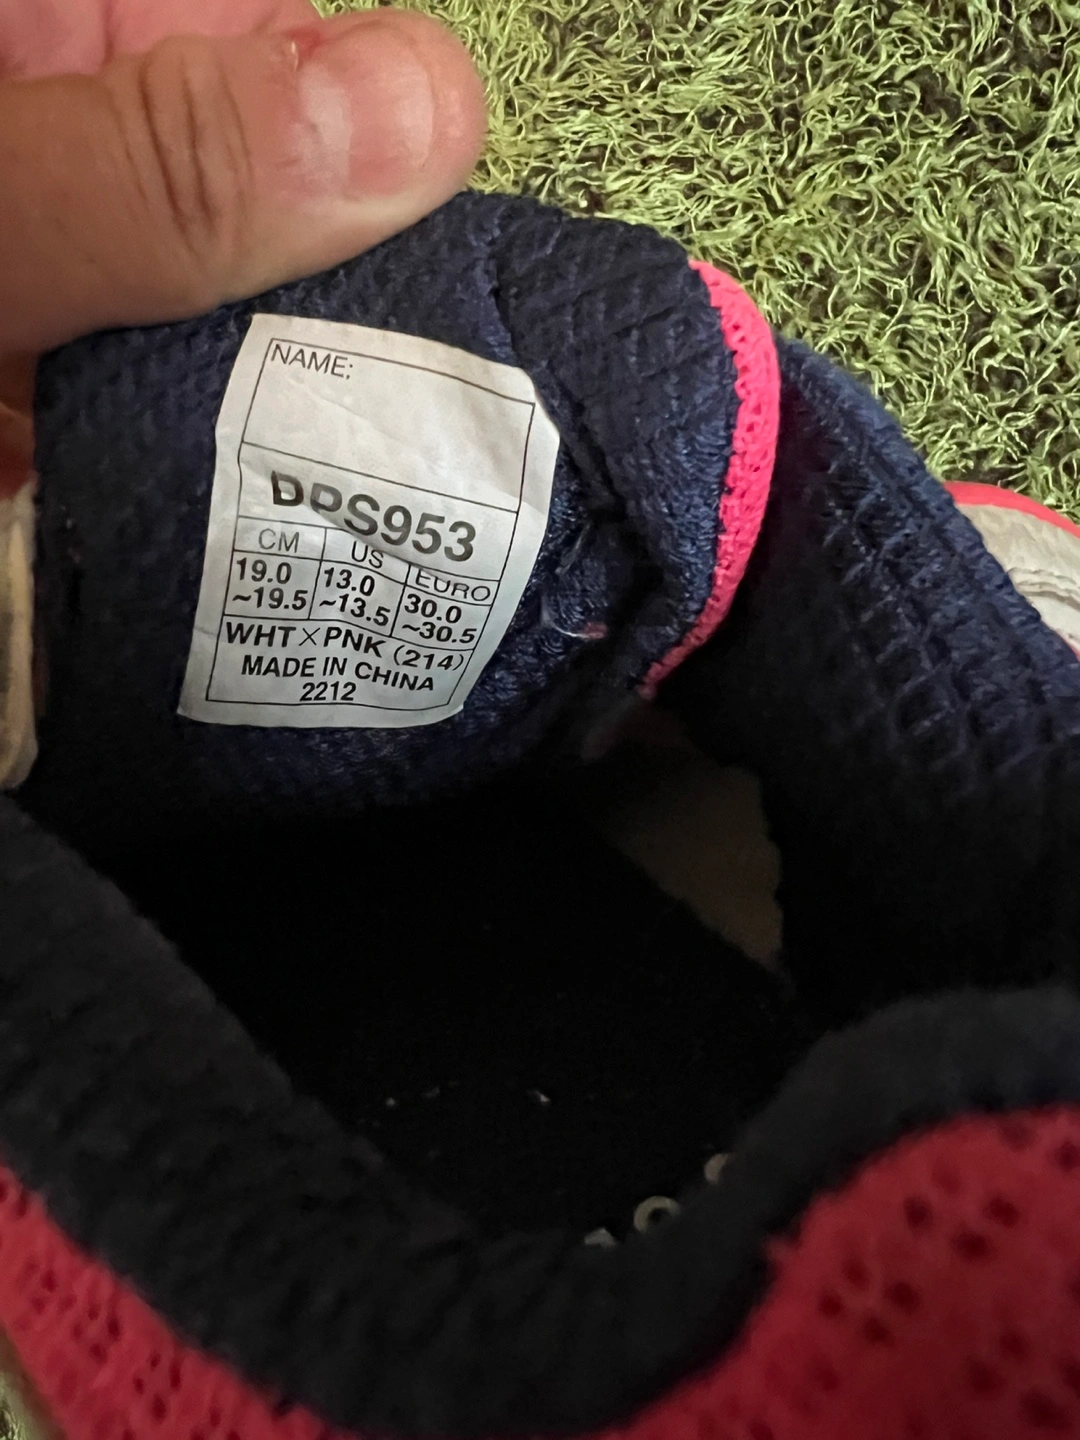 NAME:
DPS953
CM US EURO
19.0 13.0 30.0
~19.5 ~13.5 ~30.5
WHT×PNK (214)
MADE IN CHINA
2212